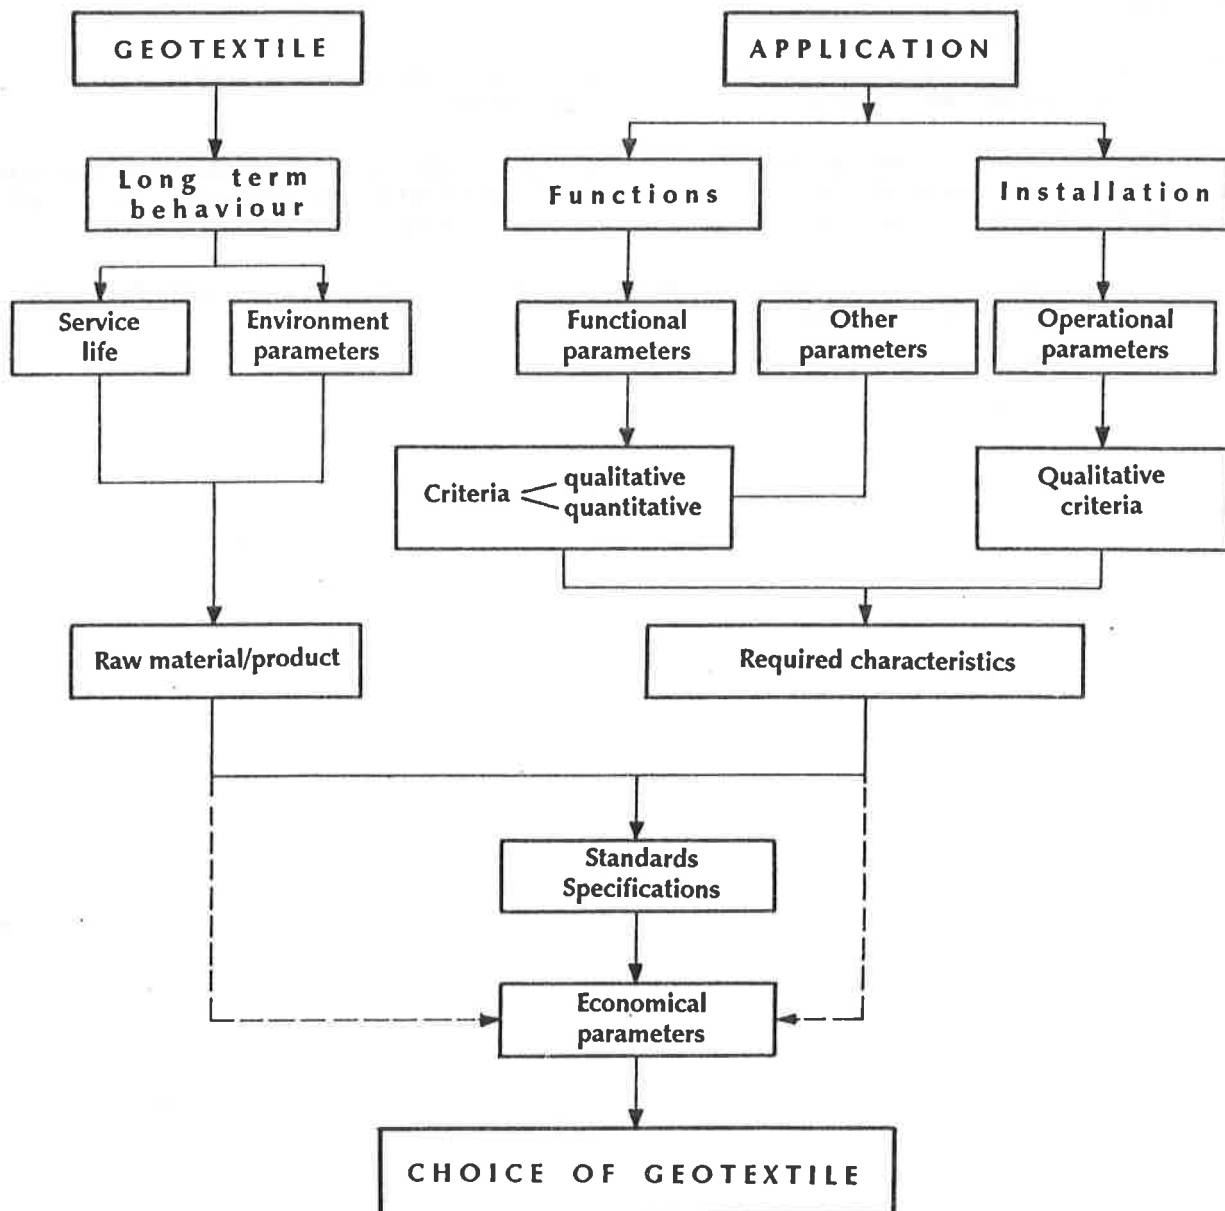 GEOTEXTILE
APPLICATION
Long term
behaviour
Functions
Installation
Service
life
Environment
parameters
Functional
parameters
Other
parameters
Operational
parameters
Criteria
qualitative
quantitative
Qualitative
criteria
Raw material/product
Required characteristics
Standards
Specifications
Economical
parameters
CHOICE OF GEOTEXTILE